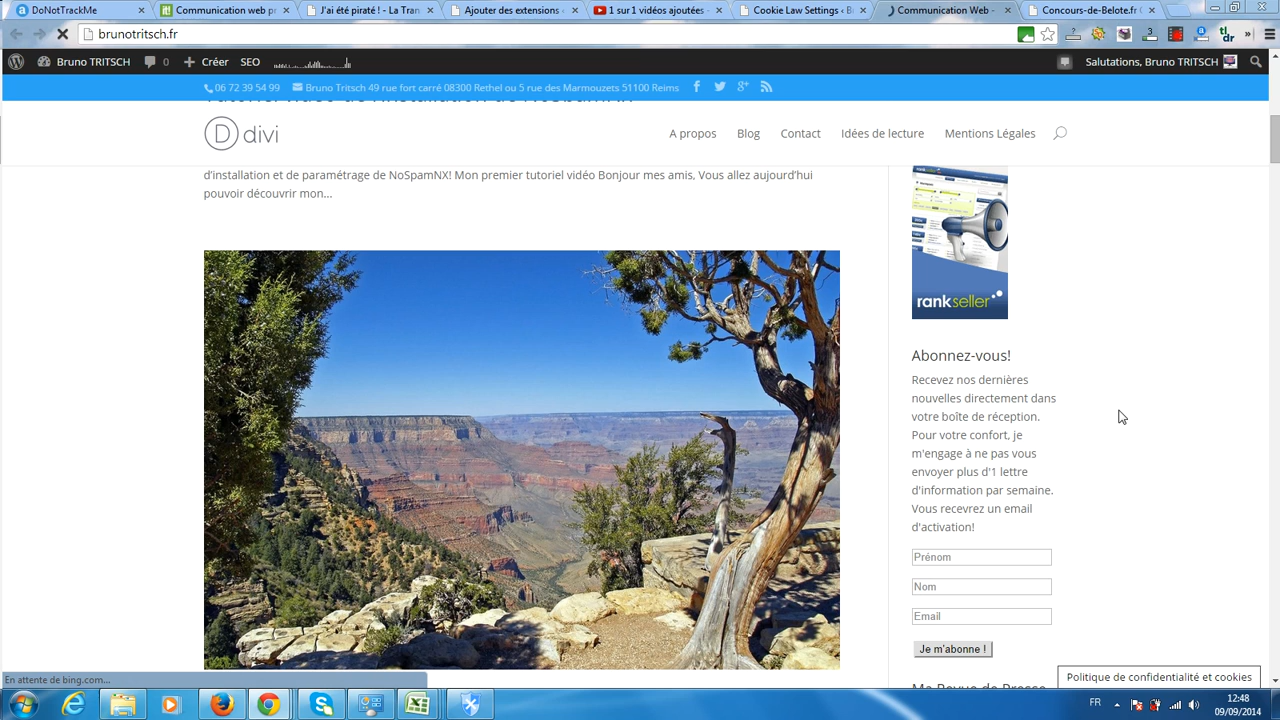 DoNotTrackMe
Communication web p
J'ai été piraté ! - La Tran
Ajouter des extensions
1 sur 1 vidéos ajoutées -
Cookie Law Settings ‹ B
Communication Web -
Concours-de-Belote.fr
brunotritsch.fr
Bruno TRITSCH
0
Créer
SEO
Salutations, Bruno TRITSCH
06 72 39 54 99
Bruno Tritsch 49 rue fort carré 08300 Rethel ou 5 rue des Marmouzets 51100 Reims
D divi
A propos
Blog
Contact
Idées de lecture
Mentions Légales
d'installation et de paramétrage de NoSpamNX! Mon premier tutoriel vidéo Bonjour mes amis, Vous allez aujourd'hui
pouvoir découvrir mon...
rankseller
Abonnez-vous!
Recevez nos dernières
nouvelles directement dans
votre boîte de réception.
Pour votre confort, je
m'engage à ne pas vous
envoyer plus d'1 lettre
d'information par semaine.
Vous recevrez un email
d'activation!
Prénom
Nom
Email
Je m'abonne !
Ma Revue de Presse
Politique de confidentialité et cookies
En attente de bing.com...
FR
12:48
09/09/2014